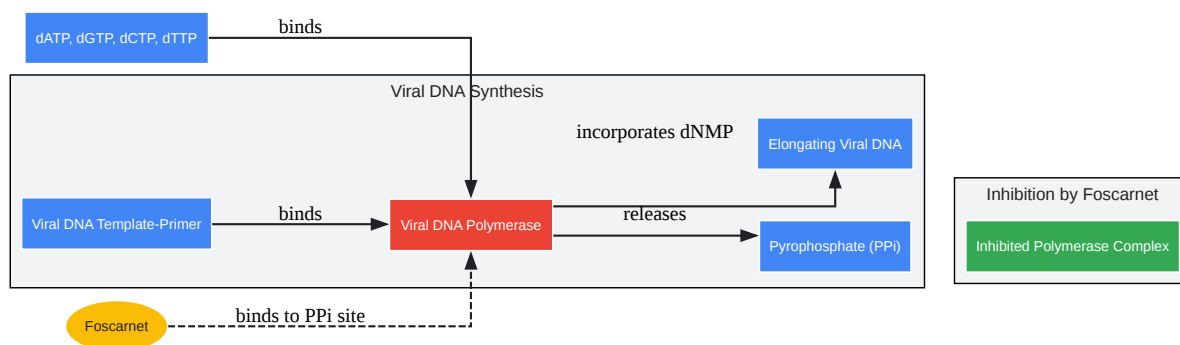 dATP, dGTP, dCTP, dTTP
binds
Viral DNA Synthesis
incorporates dNMP
Elongating Viral DNA
Viral DNA Template-Primer
binds
Viral DNA Polymerase
releases
Pyrophosphate (PPi)
Foscarnet
binds to PPi site
Inhibition by Foscarnet
Inhibited Polymerase Complex